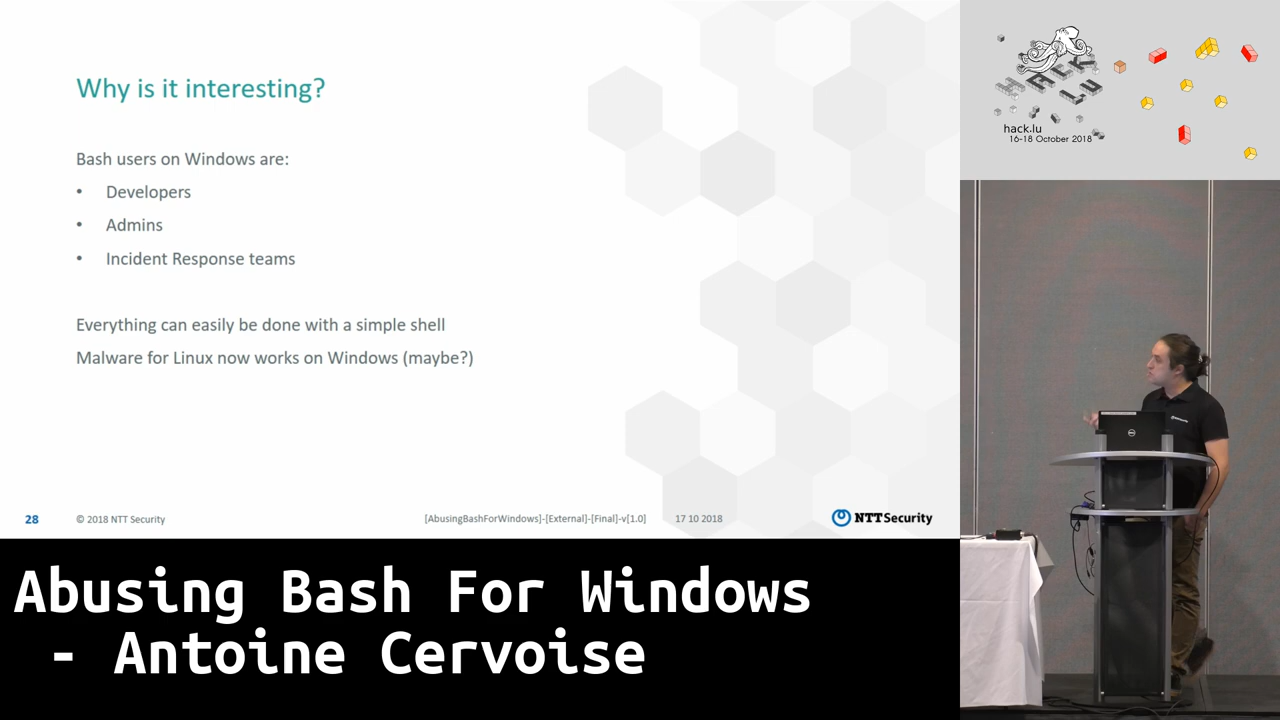 Why is it interesting?
Bash users on Windows are:
• Developers
• Admins
• Incident Response teams
Everything can easily be done with a simple shell
Malware for Linux now works on Windows (maybe?)
28
© 2018 NTT Security
[AbusingBashForWindows]-[External]-[Final]-v[1.0]
17 10 2018
NTT Security
HACK
LU
hack.lu
16-18 October 2018
Abusing Bash For Windows
- Antoine Cervoise